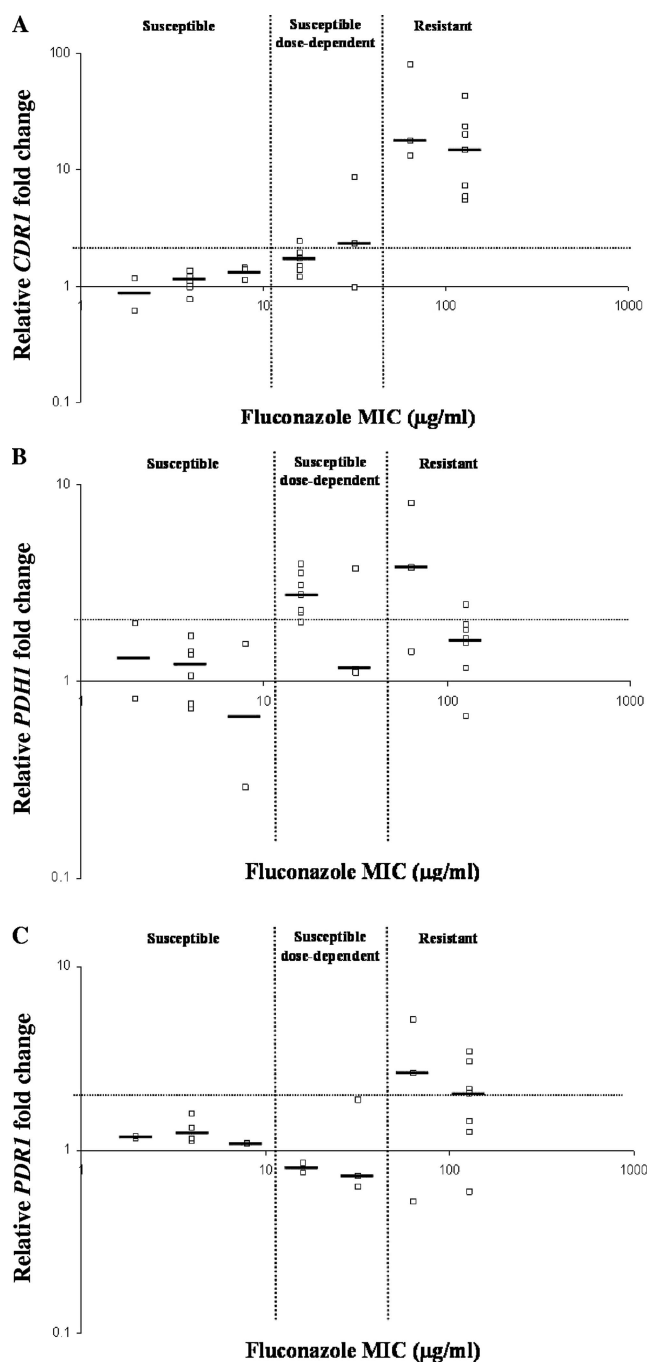 A
Susceptible
Susceptible
dose-dependent
Resistant
Relative CDR1 fold change
100
10
1
0.1
1
10
100
1000
Fluconazole MIC (µg/ml)
B
Susceptible
Susceptible
dose-dependent
Resistant
Relative PDH1 fold change
10
1
0.1
1
10
100
1000
Fluconazole MIC (µg/ml)
C
Susceptible
Susceptible
dose-dependent
Resistant
Relative PDR1 fold change
10
1
0.1
1
10
100
1000
Fluconazole MIC (µg/ml)